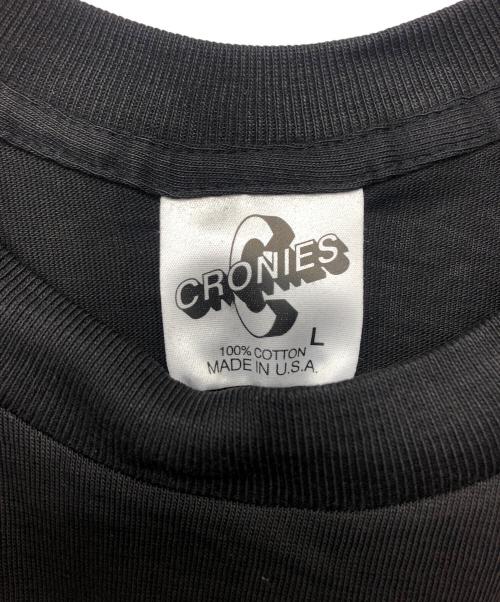 CRONIES
L
100% COTTON
MADE IN U.S.A.